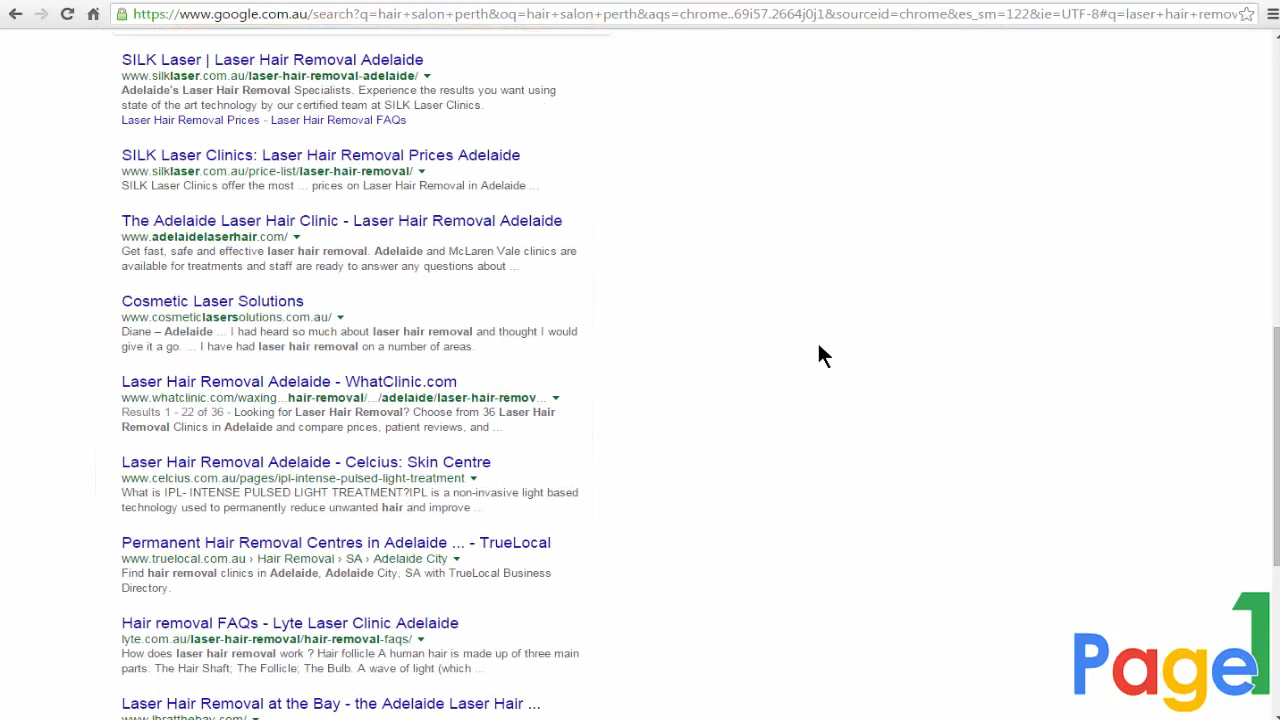 https://www.google.com.au/search?q=hair+salon+perth&oq=hair+salon+perth&aqs=chrome..69i57.2664j0j1&sourceid=chrome&es_sm=122&ie=UTF-8#q=laser+hair+remov
SILK Laser | Laser Hair Removal Adelaide
www.silklaser.com.au/laser-hair-removal-adelaide/
Adelaide's Laser Hair Removal Specialists. Experience the results you want using
state of the art technology by our certified team at SILK Laser Clinics.
Laser Hair Removal Prices - Laser Hair Removal FAQs
SILK Laser Clinics: Laser Hair Removal Prices Adelaide
www.silklaser.com.au/price-list/laser-hair-removal/
SILK Laser Clinics offer the most ... prices on Laser Hair Removal in Adelaide ...
The Adelaide Laser Hair Clinic - Laser Hair Removal Adelaide
www.adelaidelaserhair.com/
Get fast, safe and effective laser hair removal. Adelaide and McLaren Vale clinics are
available for treatments and staff are ready to answer any questions about ...
Cosmetic Laser Solutions
www.cosmeticlasersolutions.com.au/
Diane – Adelaide ... I had heard so much about laser hair removal and thought I would
give it a go. ... I have had laser hair removal on a number of areas.
Laser Hair Removal Adelaide - WhatClinic.com
www.whatclinic.com/waxing...hair-removal/.../adelaide/laser-hair-remov...
Results 1 - 22 of 36 - Looking for Laser Hair Removal? Choose from 36 Laser Hair
Removal Clinics in Adelaide and compare prices, patient reviews, and ...
Laser Hair Removal Adelaide - Celcius: Skin Centre
www.celcius.com.au/pages/ipl-intense-pulsed-light-treatment
What is IPL- INTENSE PULSED LIGHT TREATMENT?IPL is a non-invasive light based
technology used to permanently reduce unwanted hair and improve ...
Permanent Hair Removal Centres in Adelaide ... - TrueLocal
www.truelocal.com.au › Hair Removal › SA › Adelaide City
Find hair removal clinics in Adelaide, Adelaide City, SA with TrueLocal Business
Directory.
Hair removal FAQs - Lyte Laser Clinic Adelaide
lyte.com.au/laser-hair-removal/hair-removal-faqs/
How does laser hair removal work ? Hair follicle A human hair is made up of three main
parts. The Hair Shaft; The Follicle; The Bulb. A wave of light (which ...
Laser Hair Removal at the Bay - the Adelaide Laser Hair ...
www.lhratthebay.com/
Page1